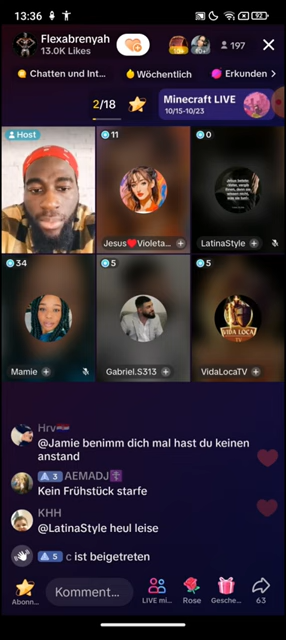 13:36
92
Flexabrenyah
13.0K Likes
197
Chatten und Int...
Wöchentlich
Erkunden
2/18
Minecraft LIVE
10/15-10/23
Host
11
0
Jesus❤️Violeta...
LatinaStyle
34
5
5
VIDA LOCA
Mamie
Gabriel.S313
VidaLocaTV
Hrv🇭🇷
@Jamie benimm dich mal hast du keinen
anstand
3 AEMADJ✝️
Kein Frühstück starfe
KHH
@LatinaStyle heul leise
5 c ist beigetreten
Komment...
Abonn...
LIVE mi...
Rose
Gesche...
63